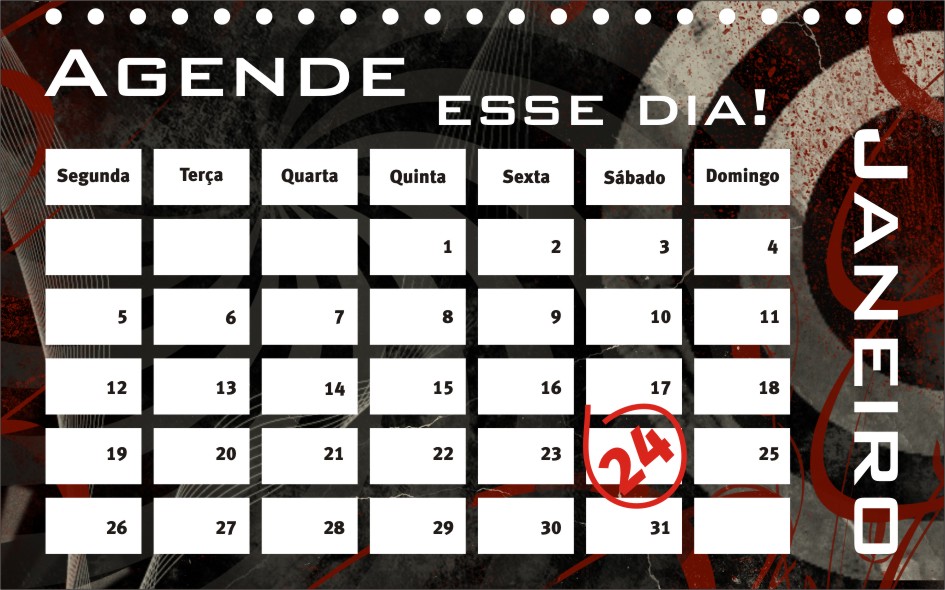 Agende
esse dia!
Segunda Terça Quarta Quinta Sexta Sábado Domingo
1 2 3 4
5 6 7 8 9 10 11
12 13 14 15 16 17 18
19 20 21 22 23 24 25
26 27 28 29 30 31
Janeiro